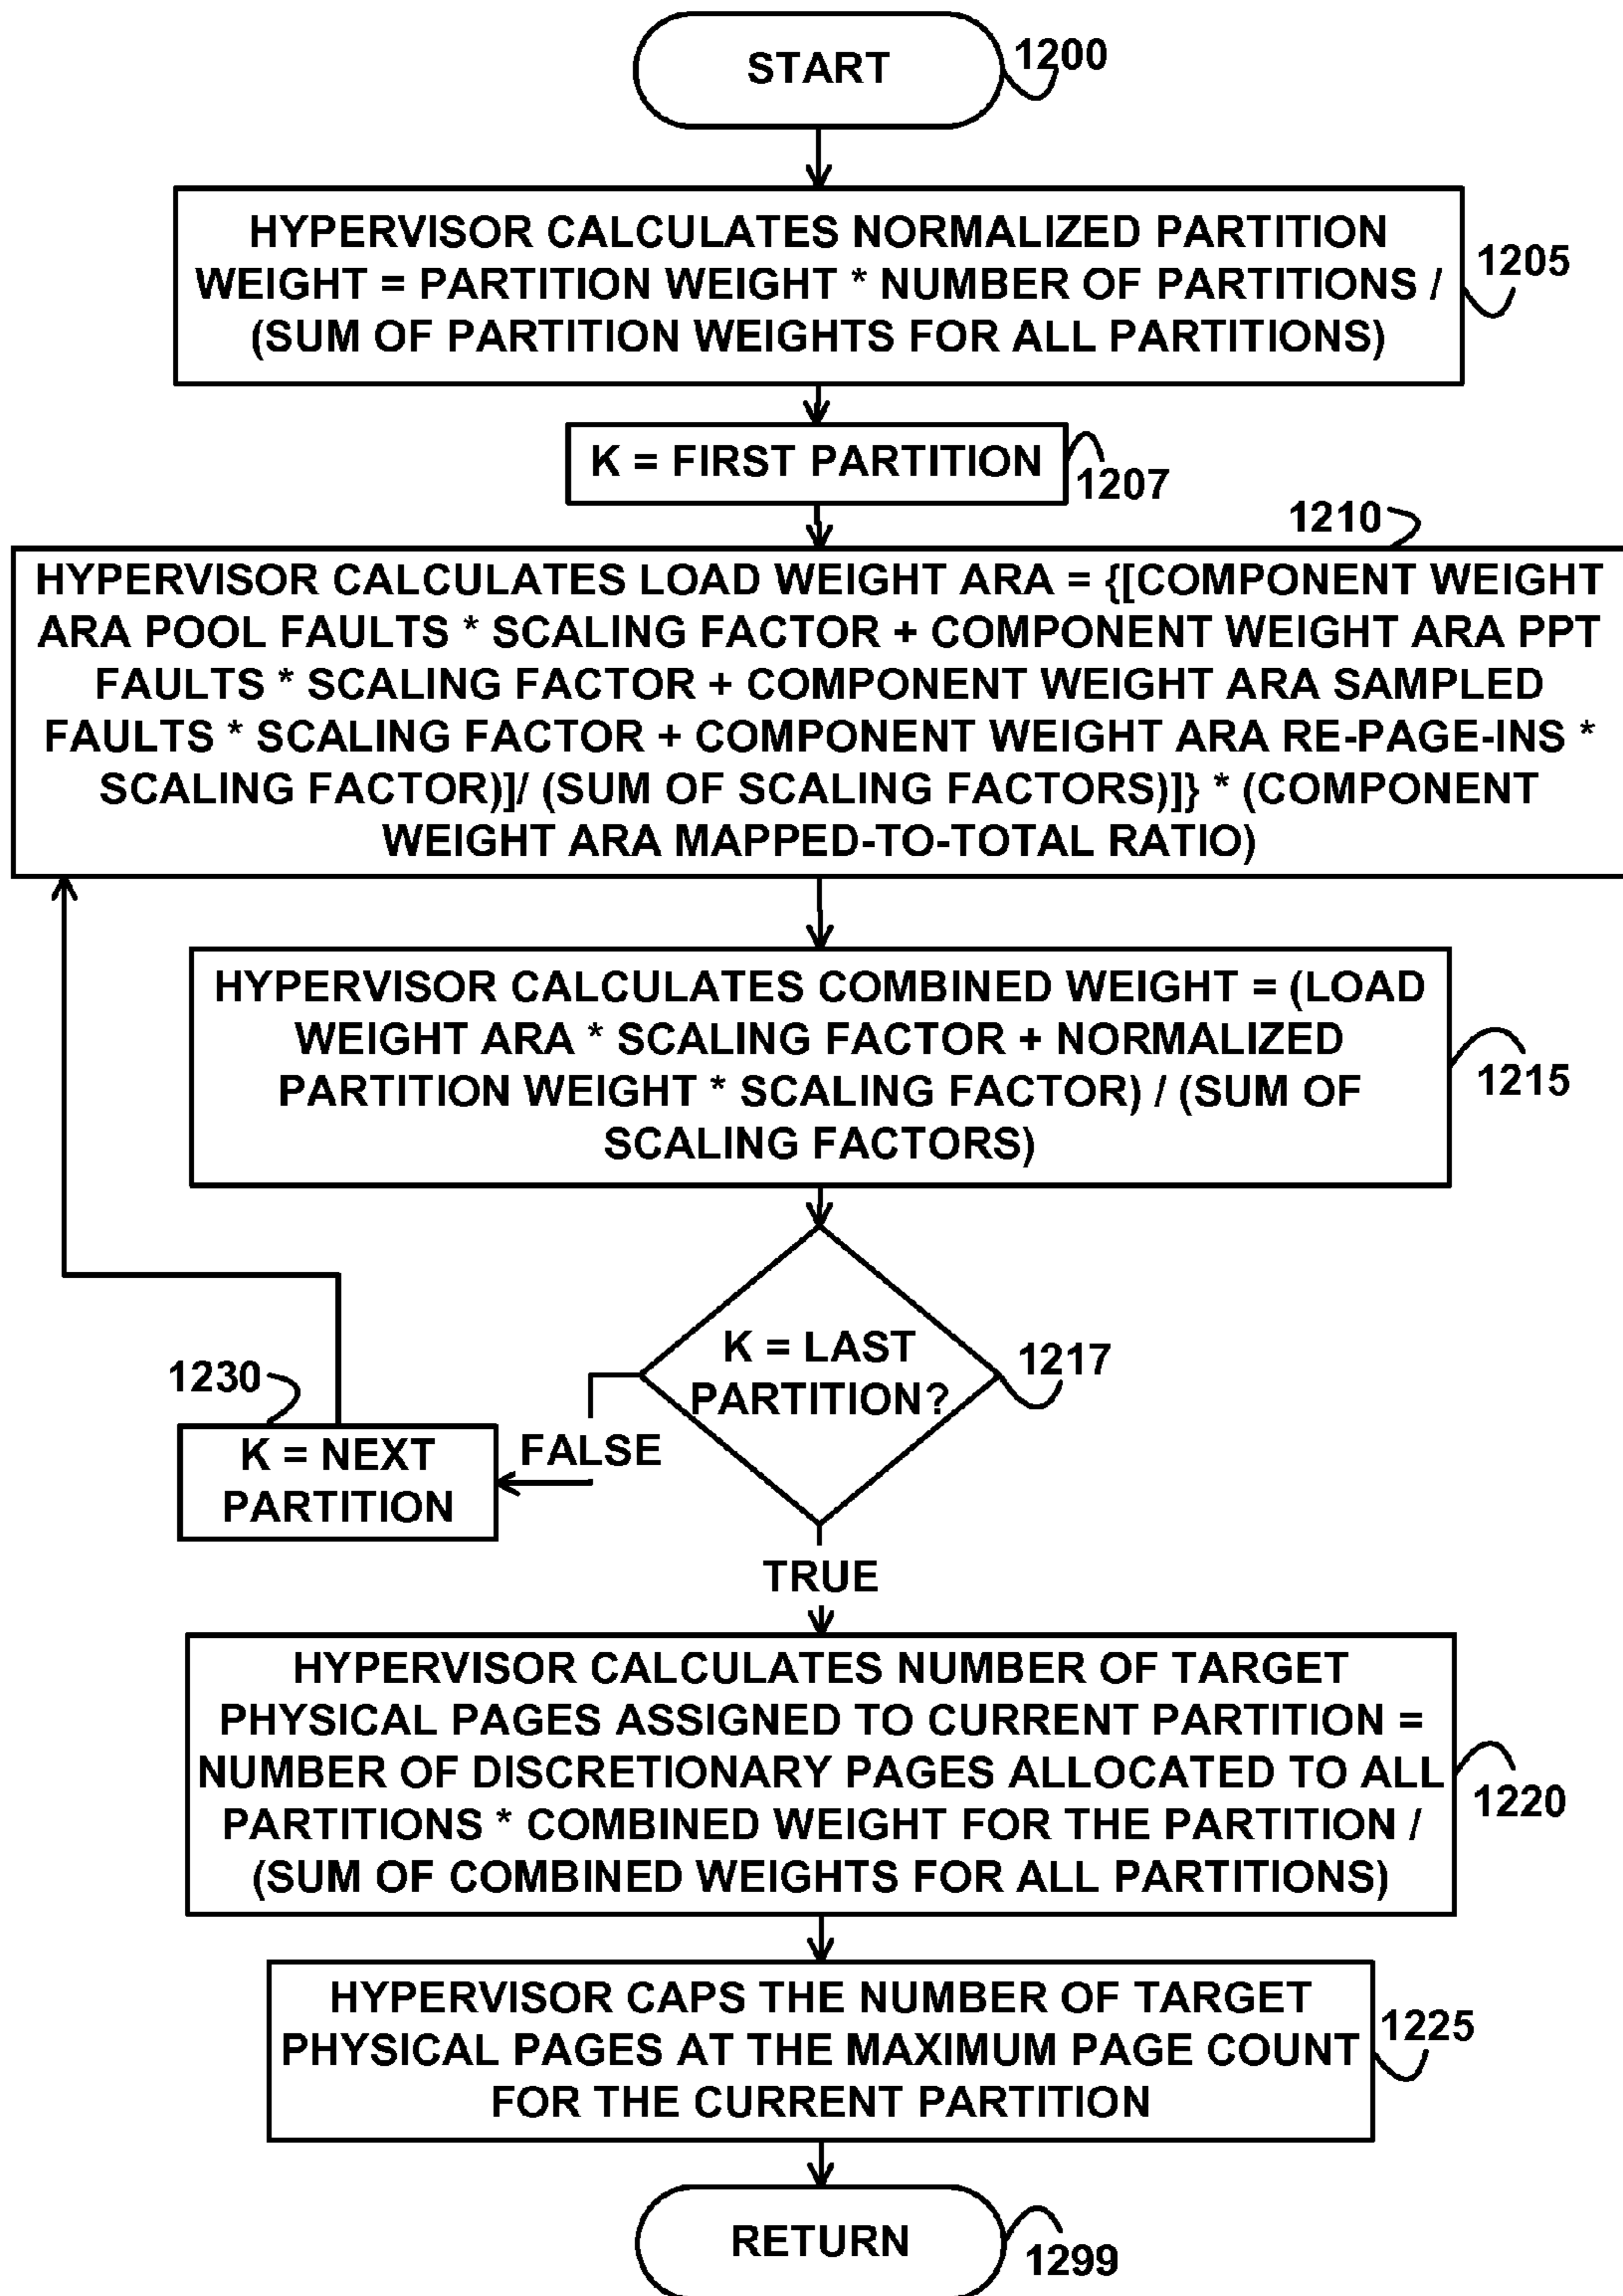 START
1200
HYPERVISOR CALCULATES NORMALIZED PARTITION
WEIGHT = PARTITION WEIGHT * NUMBER OF PARTITIONS /
(SUM OF PARTITION WEIGHTS FOR ALL PARTITIONS)
1205
K = FIRST PARTITION
1207
1210
HYPERVISOR CALCULATES LOAD WEIGHT ARA = {[COMPONENT WEIGHT
ARA POOL FAULTS * SCALING FACTOR + COMPONENT WEIGHT ARA PPT
FAULTS * SCALING FACTOR + COMPONENT WEIGHT ARA SAMPLED
FAULTS * SCALING FACTOR + COMPONENT WEIGHT ARA RE-PAGE-INS *
SCALING FACTOR)]/ (SUM OF SCALING FACTORS)]} * (COMPONENT
WEIGHT ARA MAPPED-TO-TOTAL RATIO)
HYPERVISOR CALCULATES COMBINED WEIGHT = (LOAD
WEIGHT ARA * SCALING FACTOR + NORMALIZED
PARTITION WEIGHT * SCALING FACTOR) / (SUM OF
SCALING FACTORS)
1215
K = LAST
PARTITION?
1217
1230
K = NEXT
PARTITION
FALSE
TRUE
HYPERVISOR CALCULATES NUMBER OF TARGET
PHYSICAL PAGES ASSIGNED TO CURRENT PARTITION =
NUMBER OF DISCRETIONARY PAGES ALLOCATED TO ALL
PARTITIONS * COMBINED WEIGHT FOR THE PARTITION /
(SUM OF COMBINED WEIGHTS FOR ALL PARTITIONS)
1220
HYPERVISOR CAPS THE NUMBER OF TARGET
PHYSICAL PAGES AT THE MAXIMUM PAGE COUNT
FOR THE CURRENT PARTITION
1225
RETURN
1299